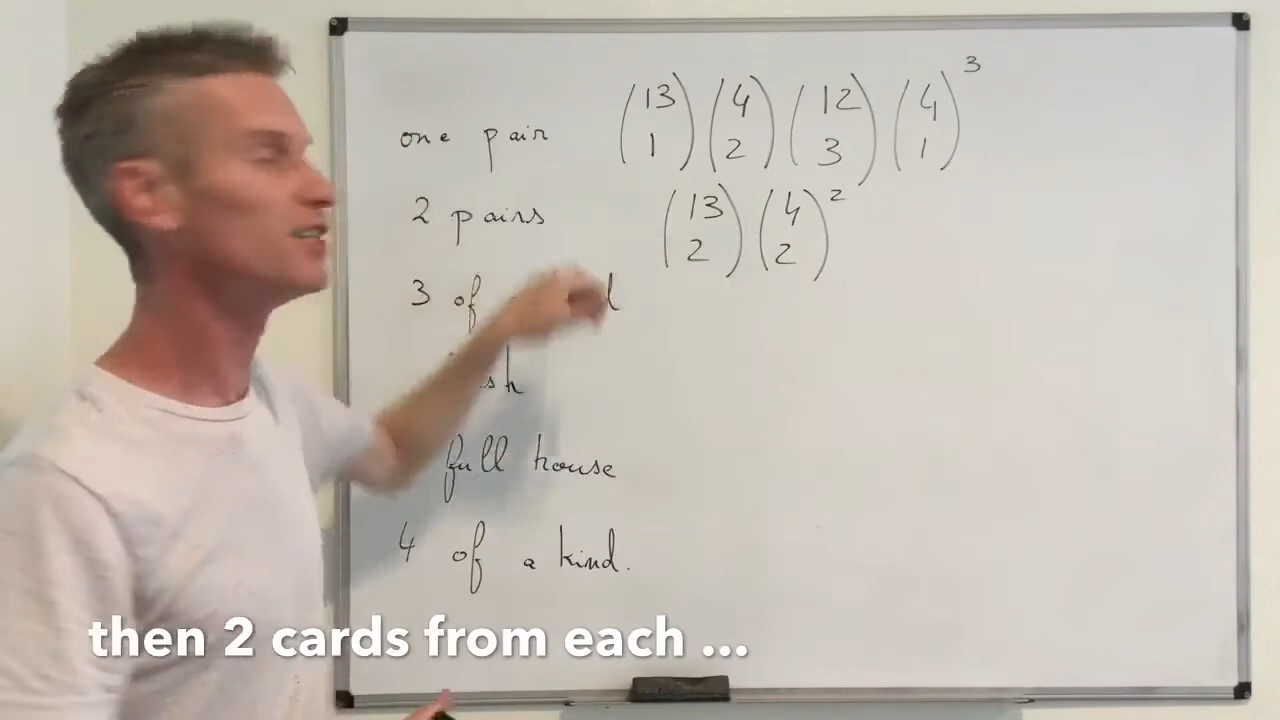 one pair (13 1) (4 2) (12 3) (4 1)³
2 pairs (13 2) (4 2)²
3 of
full house
4 of a kind.
then 2 cards from each ...